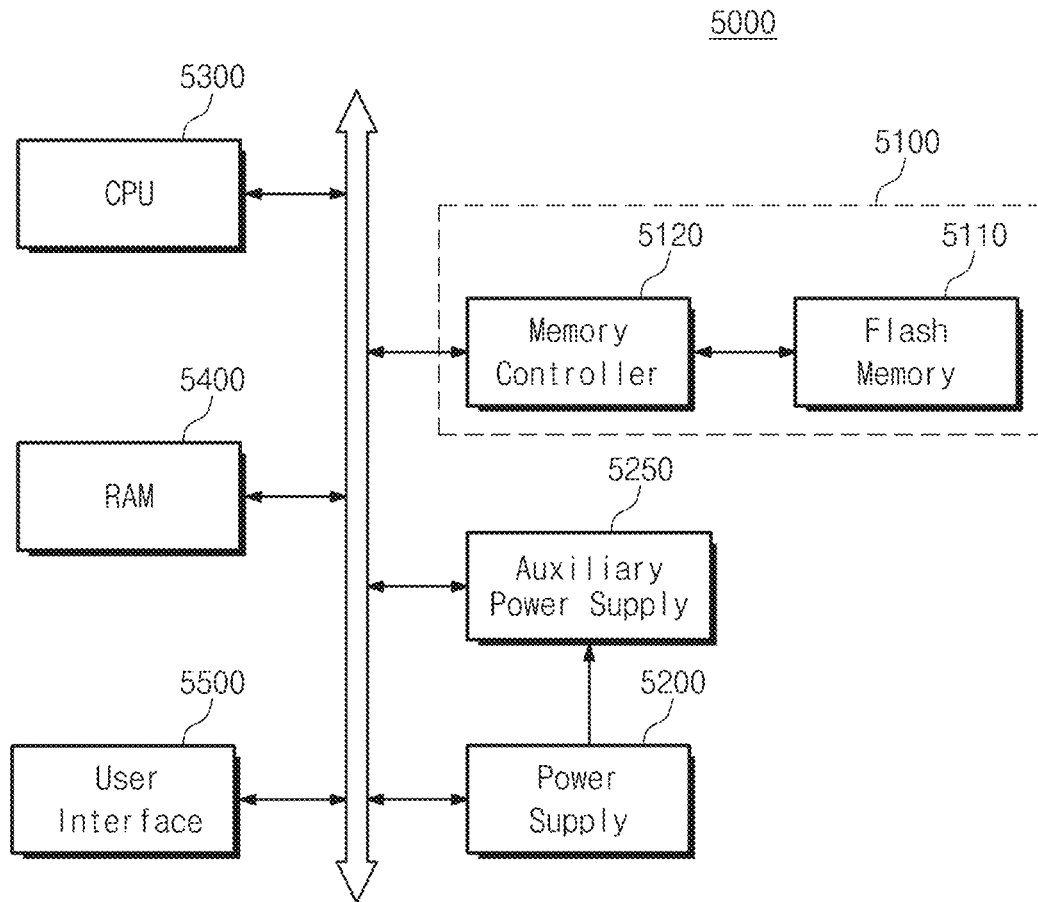 5000
5300
CPU
5100
5120
5110
Memory
Controller
Flash
Memory
5400
RAM
5250
Auxiliary
Power Supply
5500
User
Interface
5200
Power
Supply